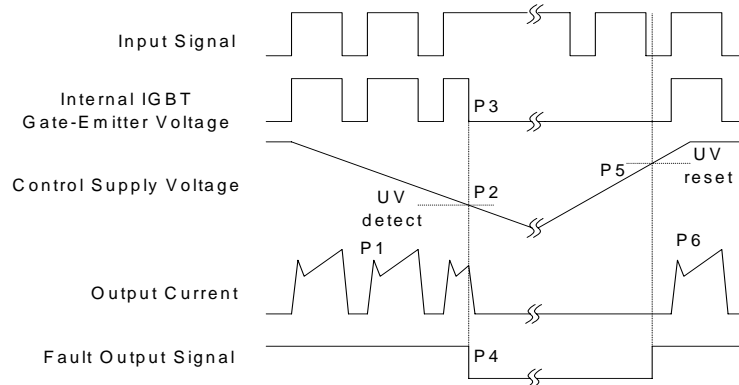 Input Signal
Internal IGBT
Gate-Emitter Voltage
P3
Control Supply Voltage
P5
UV
reset
P2
UV
detect
P1
P6
Output Current
Fault Output Signal
P4